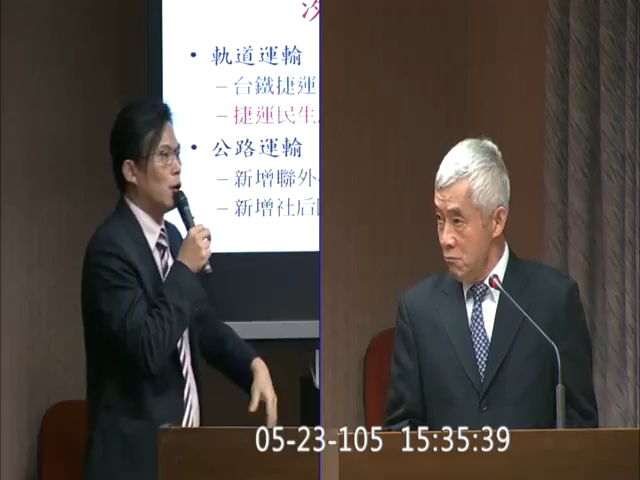 • 軌道運輸
–台鐵捷運
–捷運民生
• 公路運輸
–新增聯外
–新增社后
05-23-105 15:35:39